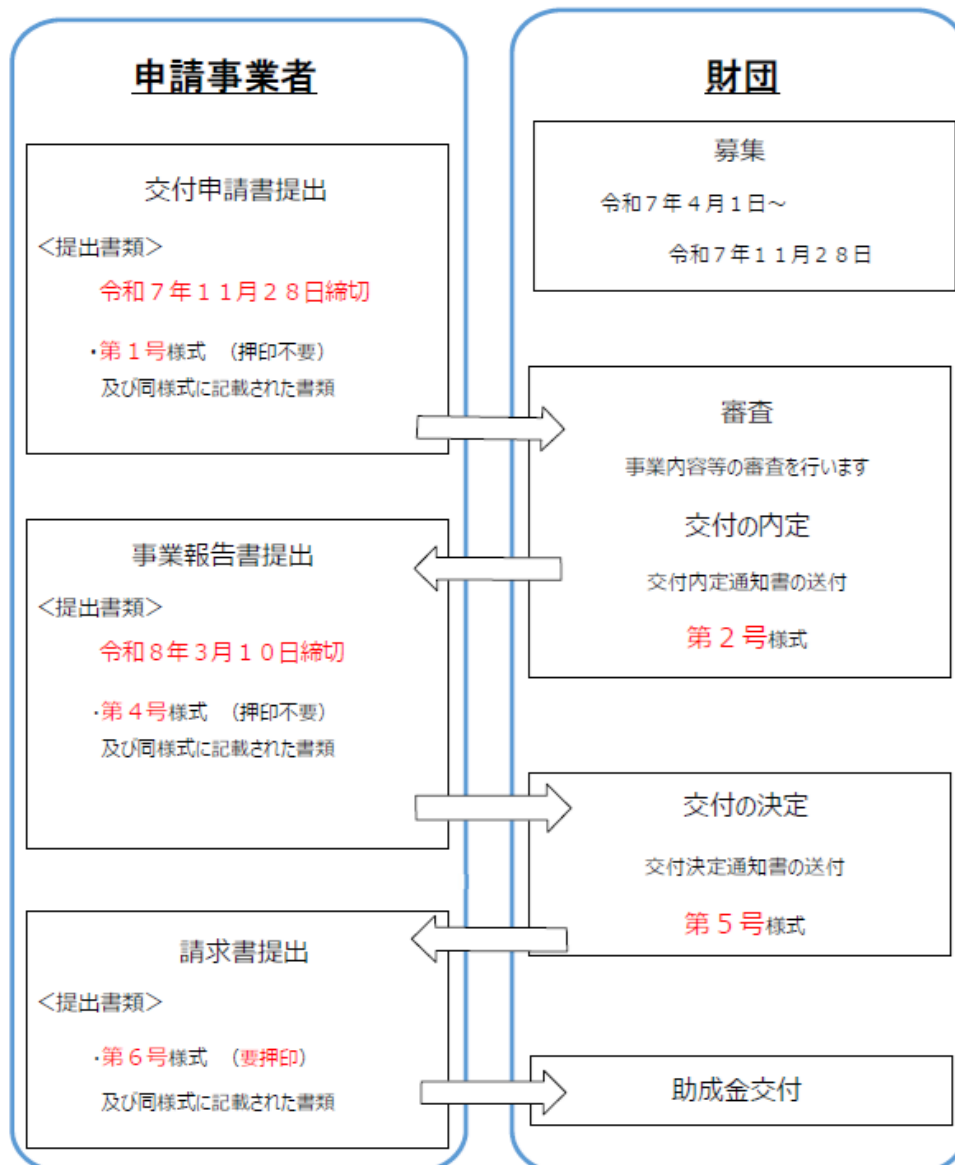 申請事業者
交付申請書提出
＜提出書類＞
令和７年１１月２８日締切
・第１号様式　（押印不要）
及び同様式に記載された書類
事業報告書提出
＜提出書類＞
令和８年３月１０日締切
・第４号様式　（押印不要）
及び同様式に記載された書類
請求書提出
＜提出書類＞
・第６号様式　（要押印）
及び同様式に記載された書類
財団
募集
令和７年４月１日～
令和７年１１月２８日
審査
事業内容等の審査を行います
交付の内定
交付内定通知書の送付
第２号様式
交付の決定
交付決定通知書の送付
第５号様式
助成金交付